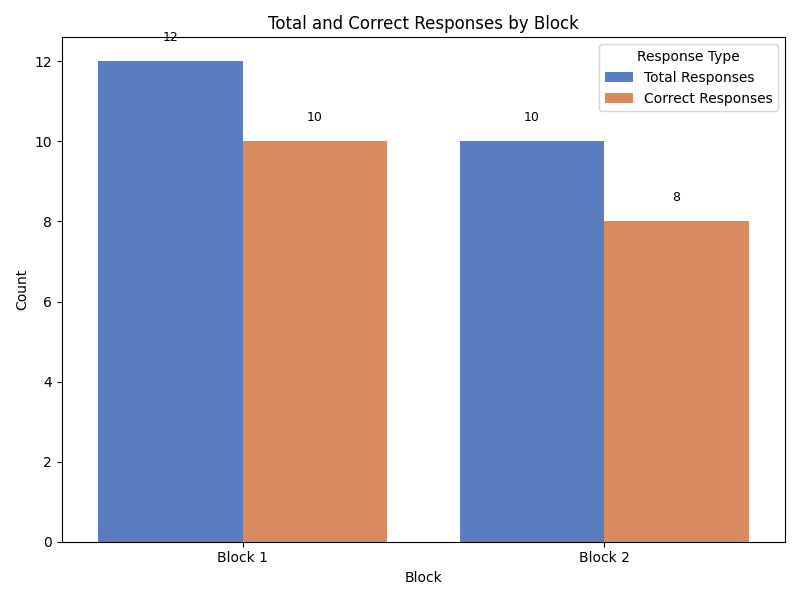 Total and Correct Responses by Block
12
10
10
8
Response Type
Total Responses
Correct Responses
Count
12
10
8
6
4
2
0
Block 1
Block 2
Block